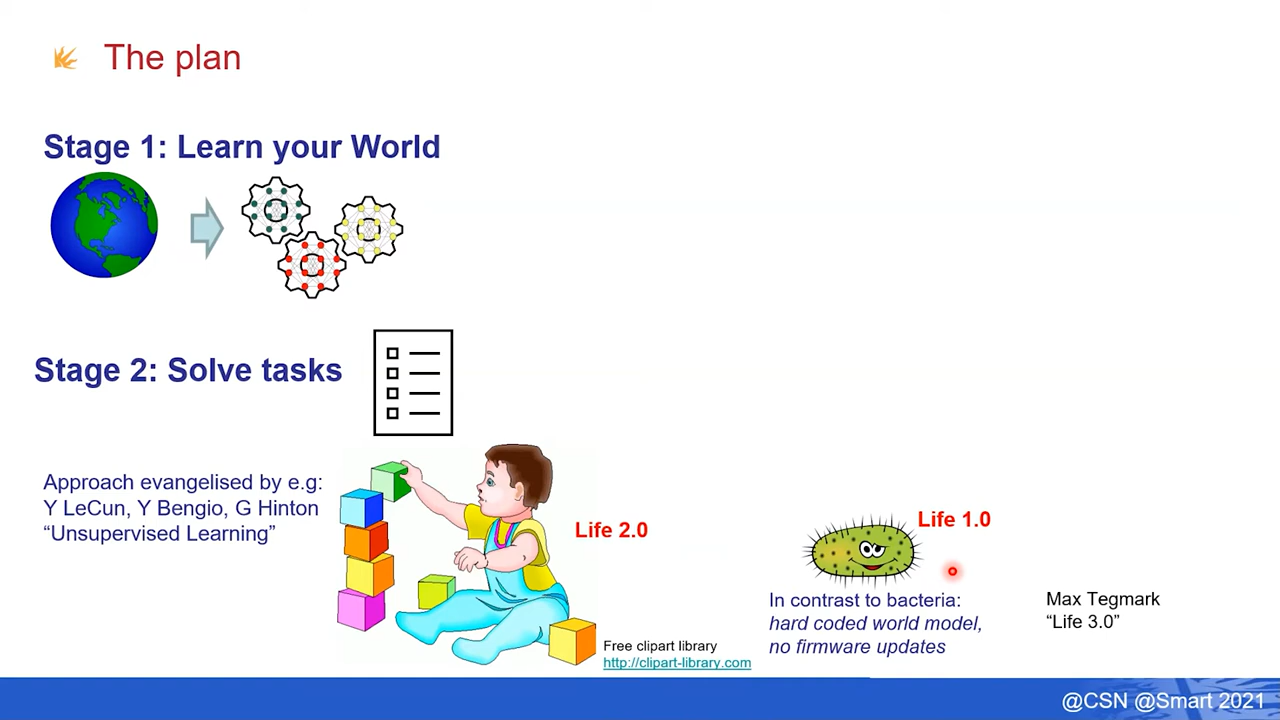 The plan
Stage 1: Learn your World
Stage 2: Solve tasks
Approach evangelised by e.g:
Y LeCun, Y Bengio, G Hinton
“Unsupervised Learning”
Life 2.0
Free clipart library
http://clipart-library.com
Life 1.0
In contrast to bacteria:
hard coded world model,
no firmware updates
Max Tegmark
“Life 3.0”
@CSN @Smart 2021